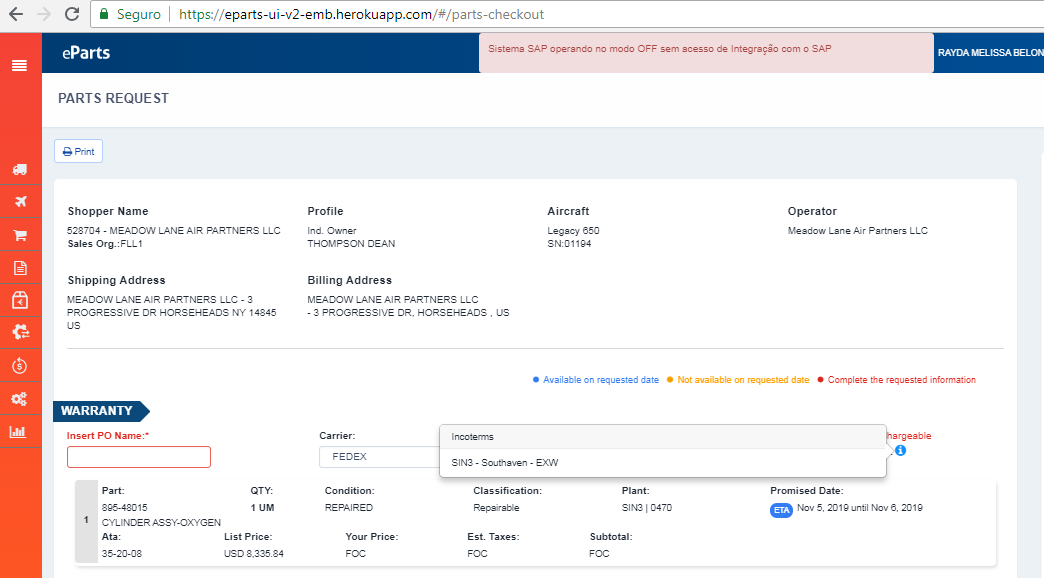 Seguro
https://eparts-ui-v2-emb.herokuapp.com/#/parts-checkout
eParts
Sistema SAP operando no modo OFF sem acesso de Integração com o SAP
RAYDA MELISSA BELON
PARTS REQUEST
Print
Shopper Name
Profile
Aircraft
Operator
528704 - MEADOW LANE AIR PARTNERS LLC
Ind. Owner
Legacy 650
Meadow Lane Air Partners LLC
Sales Org.:FLL1
THOMPSON DEAN
SN:01194
Shipping Address
Billing Address
MEADOW LANE AIR PARTNERS LLC - 3
MEADOW LANE AIR PARTNERS LLC
PROGRESSIVE DR HORSEHEADS NY 14845
- 3 PROGRESSIVE DR, HORSEHEADS , US
US
Available on requested date
Not available on requested date
Complete the requested information
WARRANTY
Insert PO Name:*
Carrier:
Incoterms
hargeable
FEDEX
SIN3 - Southaven - EXW
Part:
QTY:
Condition:
Classification:
Plant:
Promised Date:
895-48015
1 UM
REPAIRED
Repairable
SIN3 | 0470
ETA
Nov 5, 2019 until Nov 6, 2019
1
CYLINDER ASSY-OXYGEN
Ata:
List Price:
Your Price:
Est. Taxes:
Subtotal:
35-20-08
USD 8,335.84
FOC
FOC
FOC